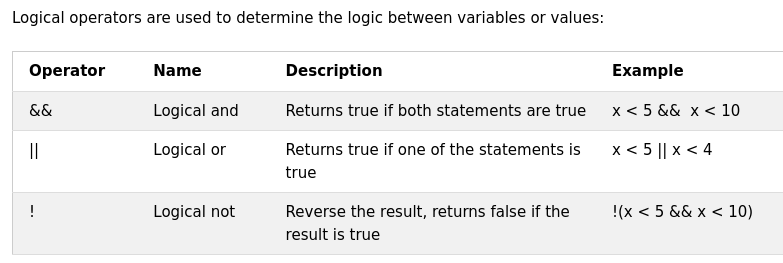 Logical operators are used to determine the logic between variables or values:
Operator Name Description Example
&& Logical and Returns true if both statements are true x < 5 &&  x < 10
|| Logical or Returns true if one of the statements is x < 5 || x < 4
true
! Logical not Reverse the result, returns false if the !(x < 5 && x < 10)
result is true